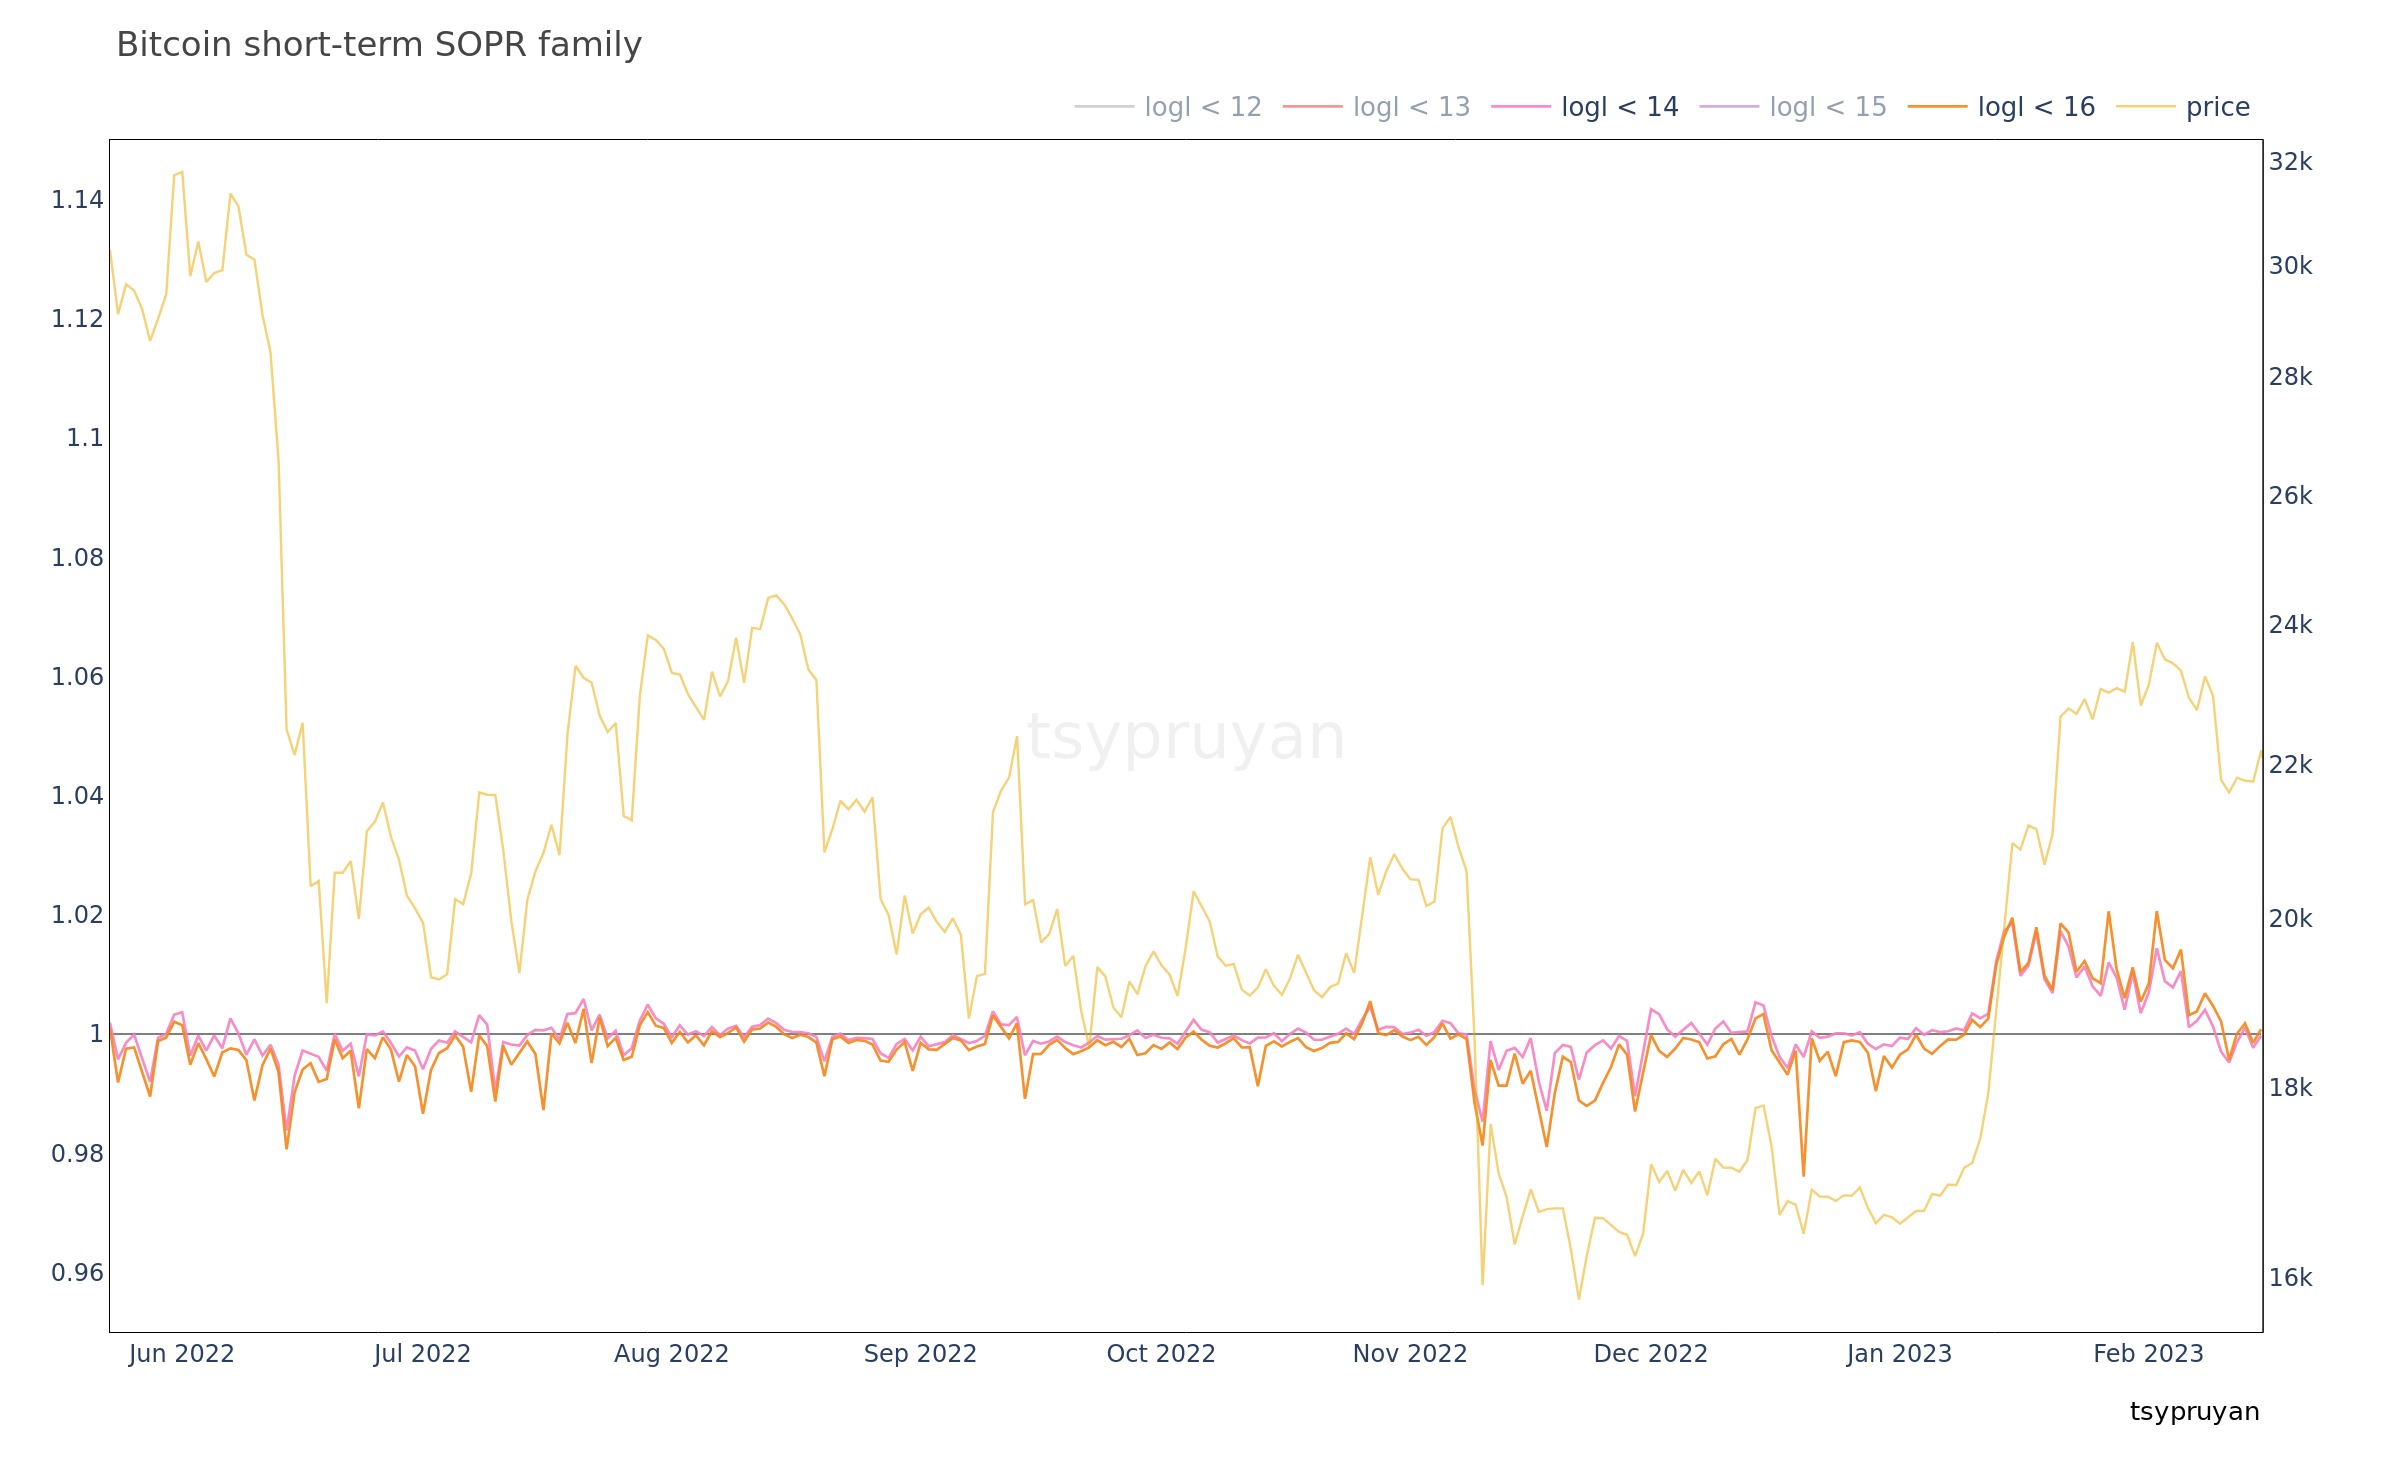 Bitcoin short-term SOPR family
logl < 12 logl < 13 logl < 14 logl < 15 logl < 16 price
1.14
1.12
1.1
1.08
1.06
1.04
1.02
1
0.98
0.96
32k
30k
28k
26k
24k
22k
20k
18k
16k
tsypruyan
Jun 2022 Jul 2022 Aug 2022 Sep 2022 Oct 2022 Nov 2022 Dec 2022 Jan 2023 Feb 2023
tsypruyan